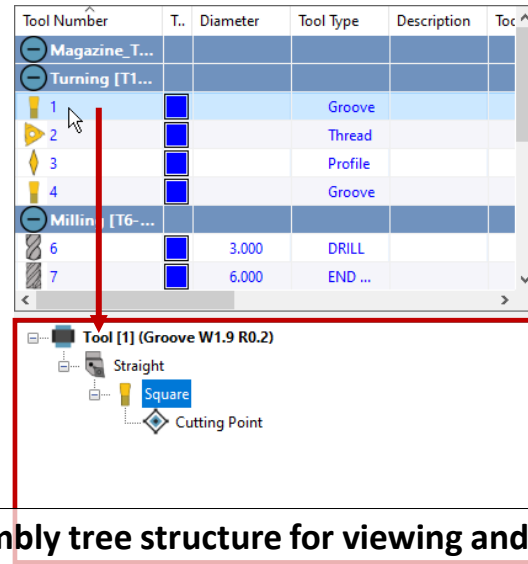 Tool Number T.. Diameter Tool Type Description
Magazine_T...
Turning [T1...
1 Groove
2 Thread
3 Profile
4 Groove
Milling [T6-...
6 3.000 DRILL
7 6.000 END ...
Tool [1] (Groove W1.9 R0.2)
Straight
Square
Cutting Point
tree structure for viewing and